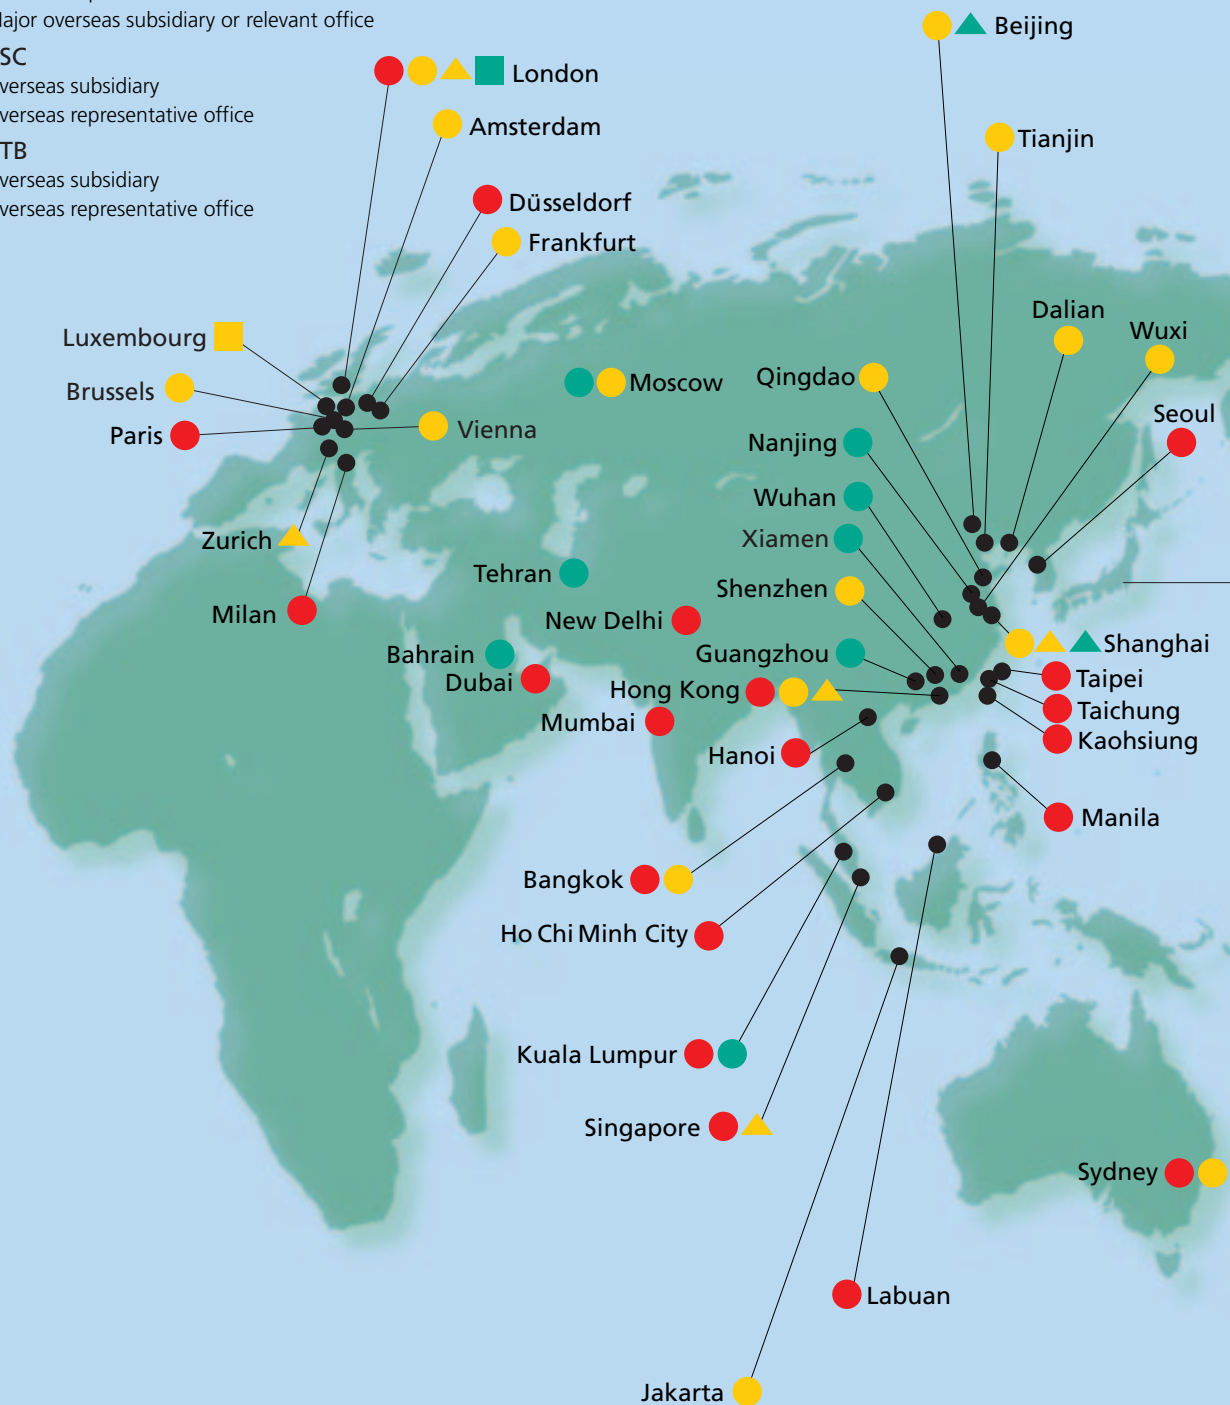 ajor overseas subsidiary or relevant office
SC
verseas subsidiary
verseas representative office
TB
verseas subsidiary
verseas representative office
Beijing
London
Amsterdam
Tianjin
Düsseldorf
Frankfurt
Dalian
Wuxi
Luxembourg
Brussels
Moscow
Qingdao
Seoul
Paris
Vienna
Nanjing
Wuhan
Zurich
Xiamen
Tehran
Shenzhen
Milan
New Delhi
Bahrain
Guangzhou
Shanghai
Dubai
Hong Kong
Taipei
Mumbai
Taichung
Hanoi
Kaohsiung
Manila
Bangkok
Ho Chi Minh City
Kuala Lumpur
Singapore
Sydney
Labuan
Jakarta